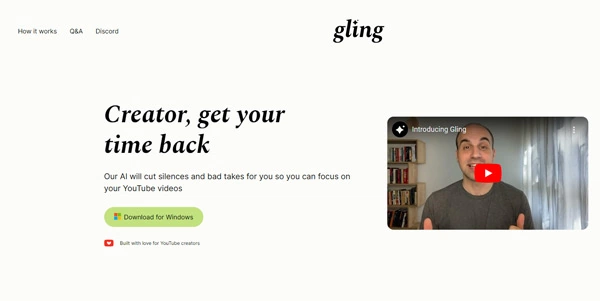 How it works Q&A Discord
gling
Creator, get your
time back
Our AI will cut silences and bad takes for you so you can focus on
your YouTube videos
Download for Windows
Built with love for YouTube creators
Introducing Gling